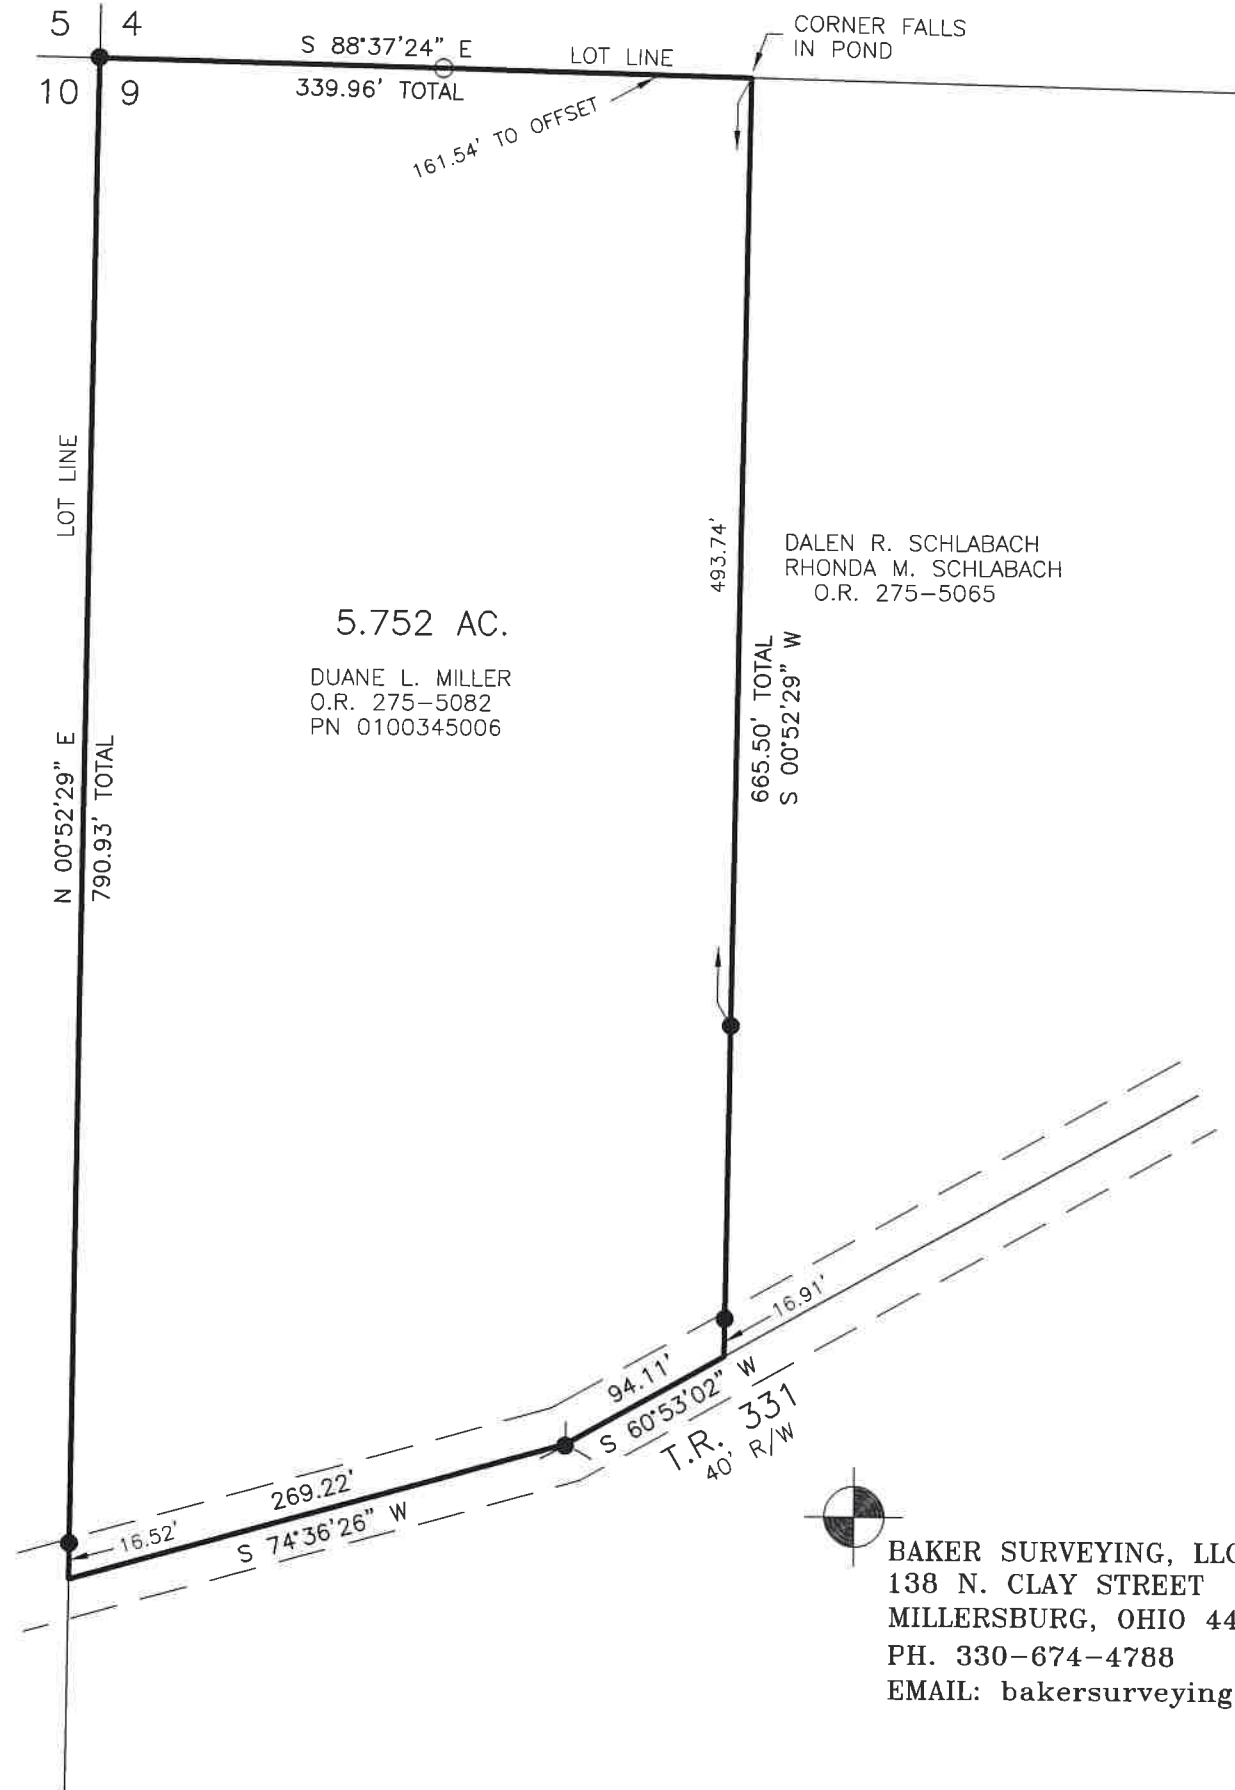 5 4
10 9
S 88°37'24" E
339.96' TOTAL
LOT LINE
CORNER FALLS
IN POND
161.54' TO OFFSET
LOT LINE
N 00°52'29" E
790.93' TOTAL
5.752 AC.
DUANE L. MILLER
O.R. 275-5082
PN 0100345006
493.74'
665.50' TOTAL
S 00°52'29" W
DALEN R. SCHLABACH
RHONDA M. SCHLABACH
O.R. 275-5065
16.91'
94.11'
S 60°53'02" W
T.R. 331
40' R/W
269.22'
S 74°36'26" W
16.52'
BAKER SURVEYING, LLC
138 N. CLAY STREET
MILLERSBURG, OHIO 44
PH. 330-674-4788
EMAIL: bakersurveying